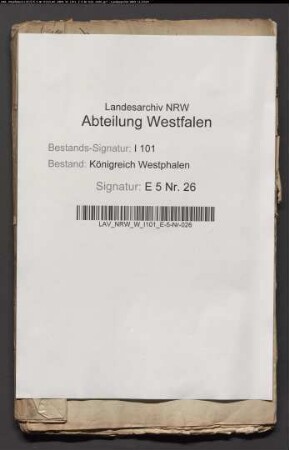 Landesarchiv NRW
Abteilung Westfalen
Bestands-Signatur: I 101
Bestand: Königreich Westphalen
Signatur: E 5 Nr. 26
LAV_NRW_W_I101_E-5-Nr-026